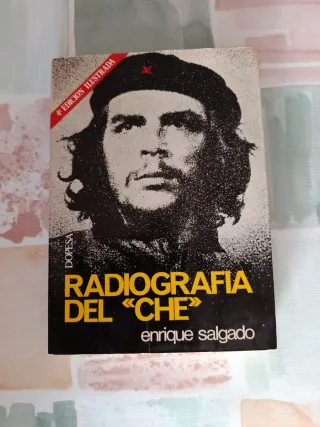 4ª EDICION ILUSTRADA
DOPESA
RADIOGRAFIA
DEL «CHE»
enrique salgado